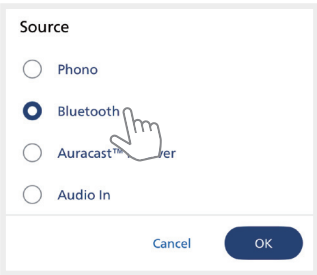 Source
Phono
Bluetooth
Auracast™
Audio In
Cancel OK